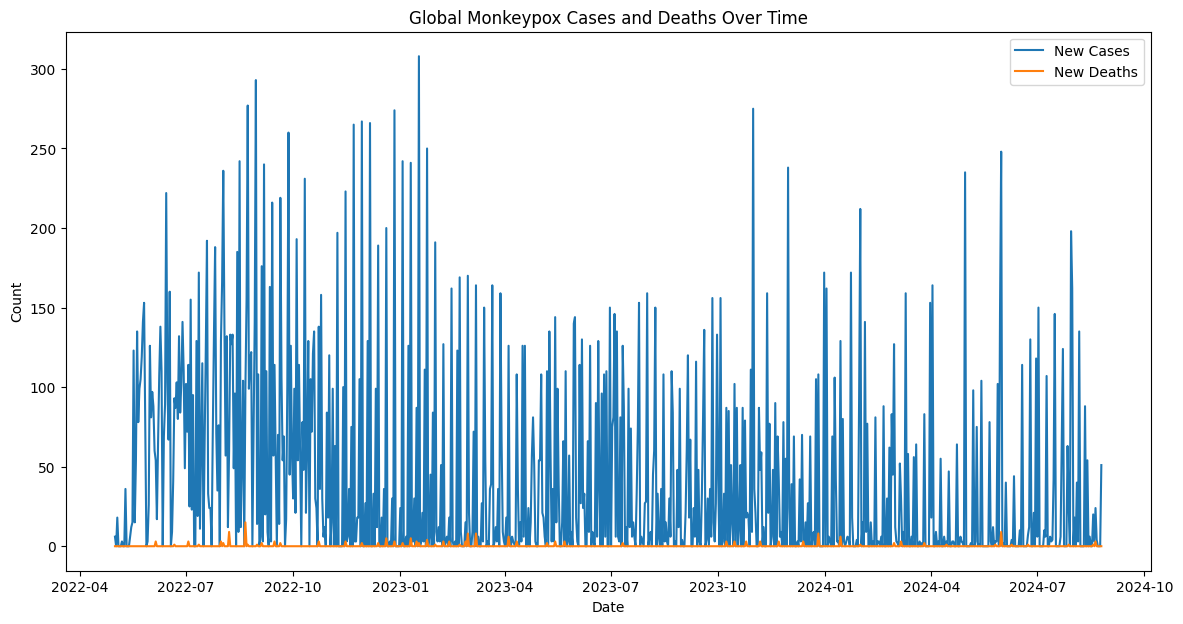 Global Monkeypox Cases and Deaths Over Time
New Cases
New Deaths
300
250
200
150
100
50
0
Count
2022-04 2022-07 2022-10 2023-01 2023-04 2023-07 2023-10 2024-01 2024-04 2024-07 2024-10
Date